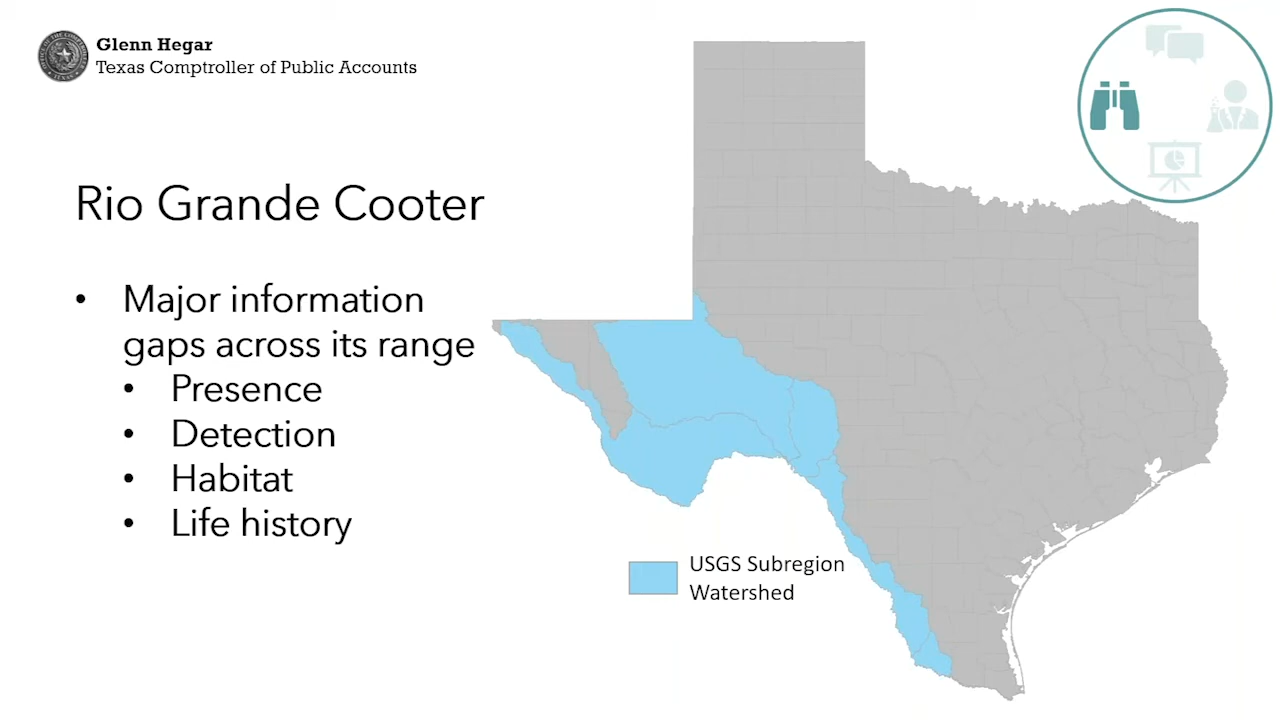 Glenn Hegar
Texas Comptroller of Public Accounts
Rio Grande Cooter
• Major information
gaps across its range
• Presence
• Detection
• Habitat
• Life history
USGS Subregion
Watershed